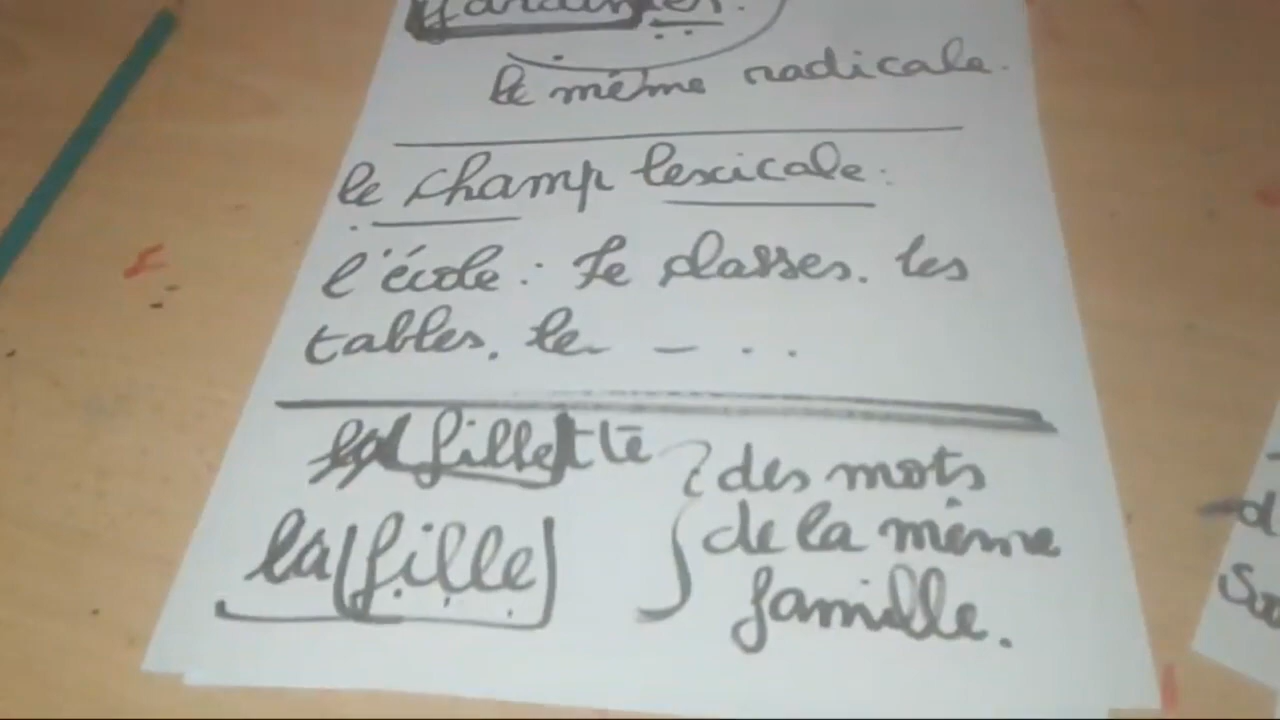 le même radicale.
le champ lexicale:
l'école: Le classes. les
tables. le - - . .
la fillette
des mots
la fille
de la même
famille.